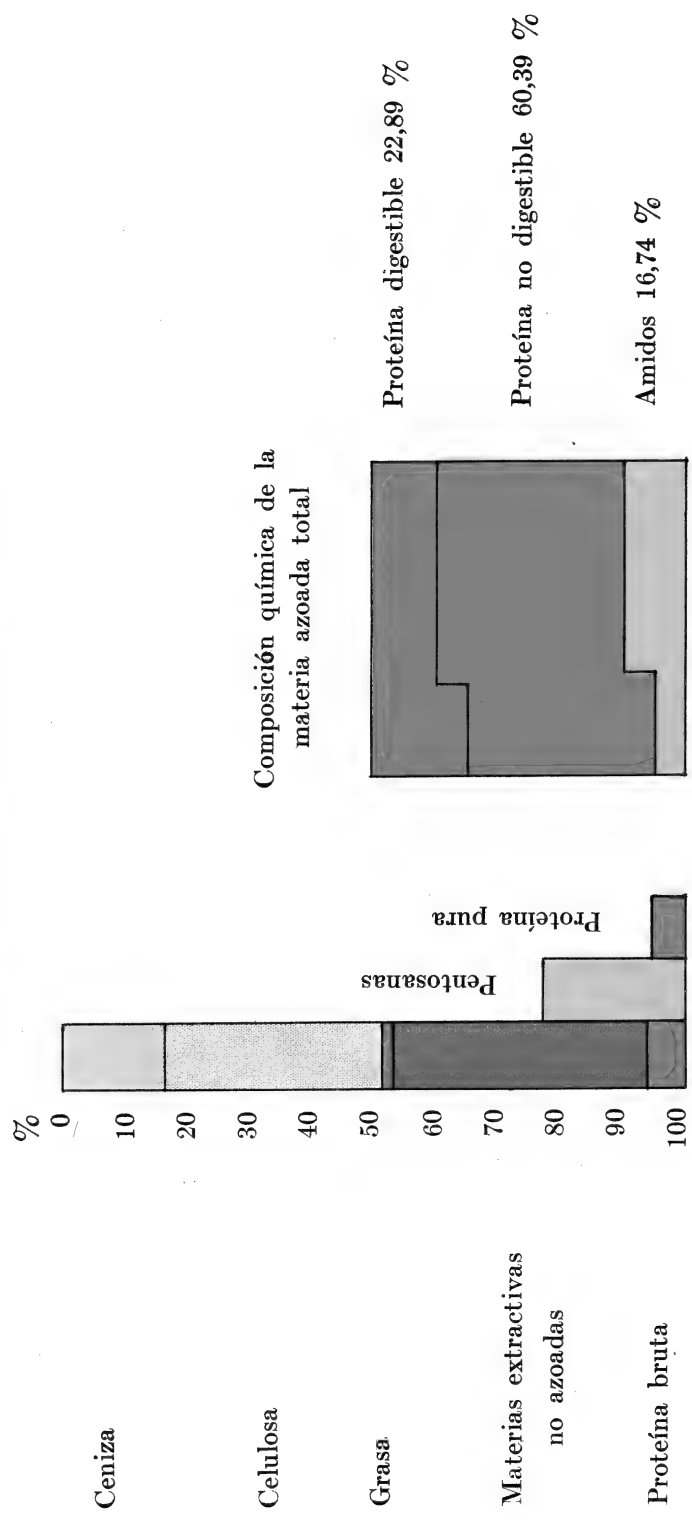 %
0
10
20
30
40
50
60
70
80
90
100
Ceniza
Celulosa
Grasa
Materias extractivas
no azoadas
Proteína bruta
Pentosanas
Proteína pura
Composición química de la
materia azoada total
Proteína digestible 22,89 %
Proteína no digestible 60,39 %
Amidos 16,74 %